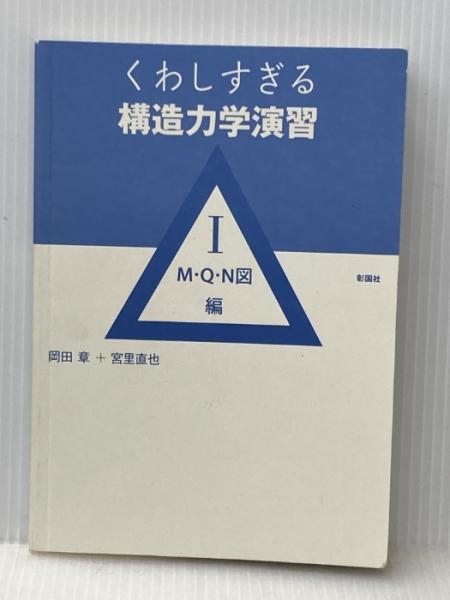 くわしすぎる
構造力学演習
I
M・Q・N図
編
彰国社
岡田 章 + 宮里直也